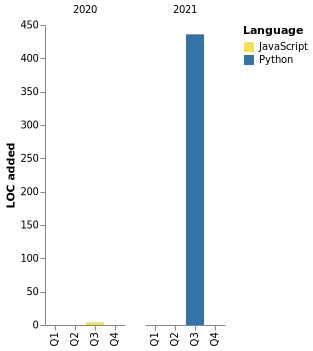 2020
2021
Language
JavaScript
Python
LOC added
450
400
350
300
250
200
150
100
50
0
Q1
Q2
Q3
Q4
Q1
Q2
Q3
Q4